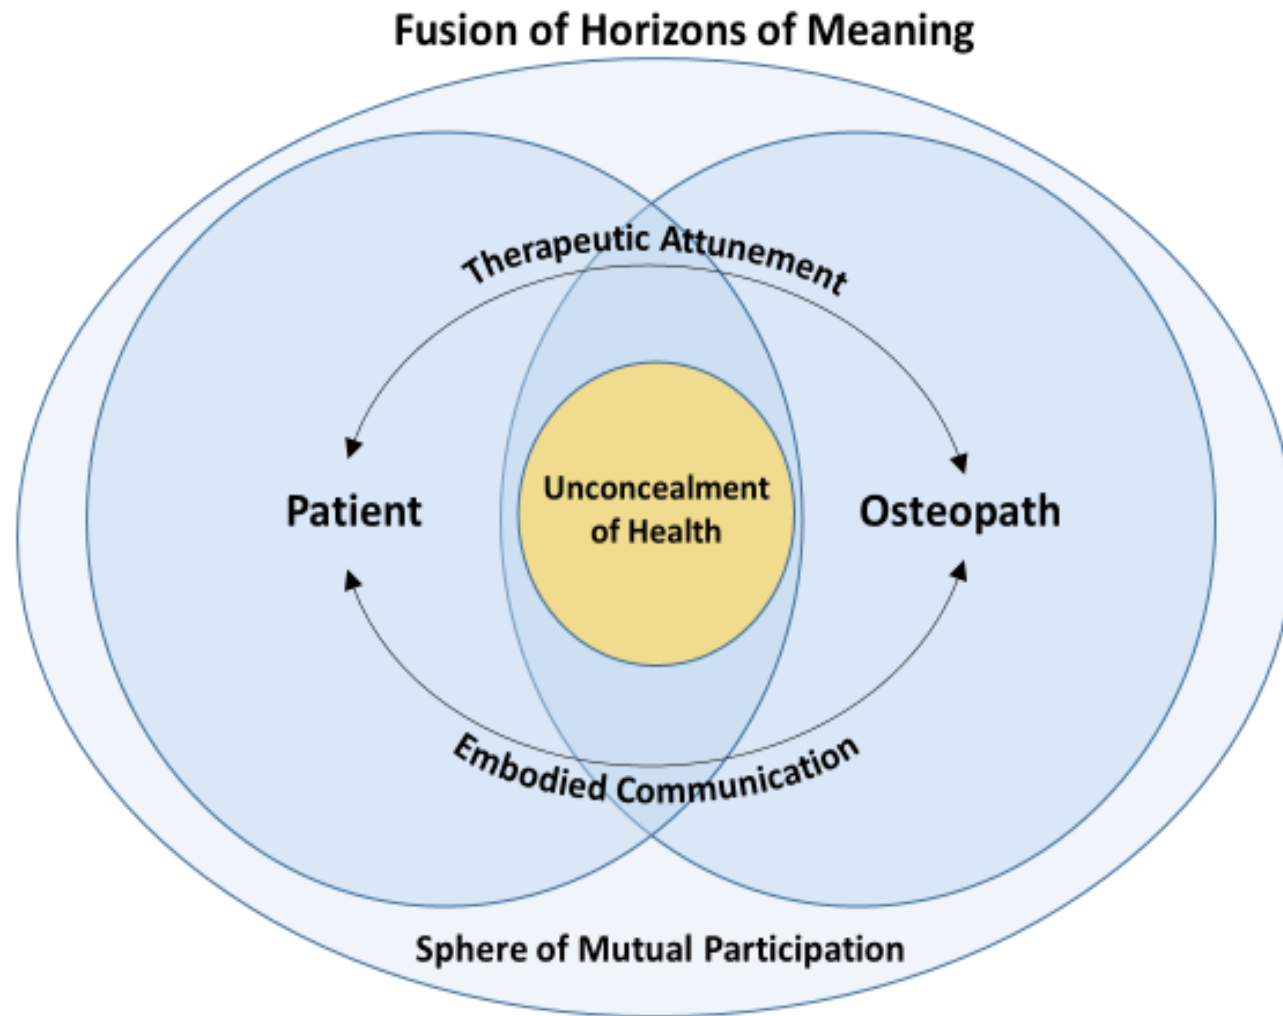 Fusion of Horizons of Meaning
Therapeutic Attunement
Unconcealment
of Health
Patient
Osteopath
Embodied Communication
Sphere of Mutual Participation